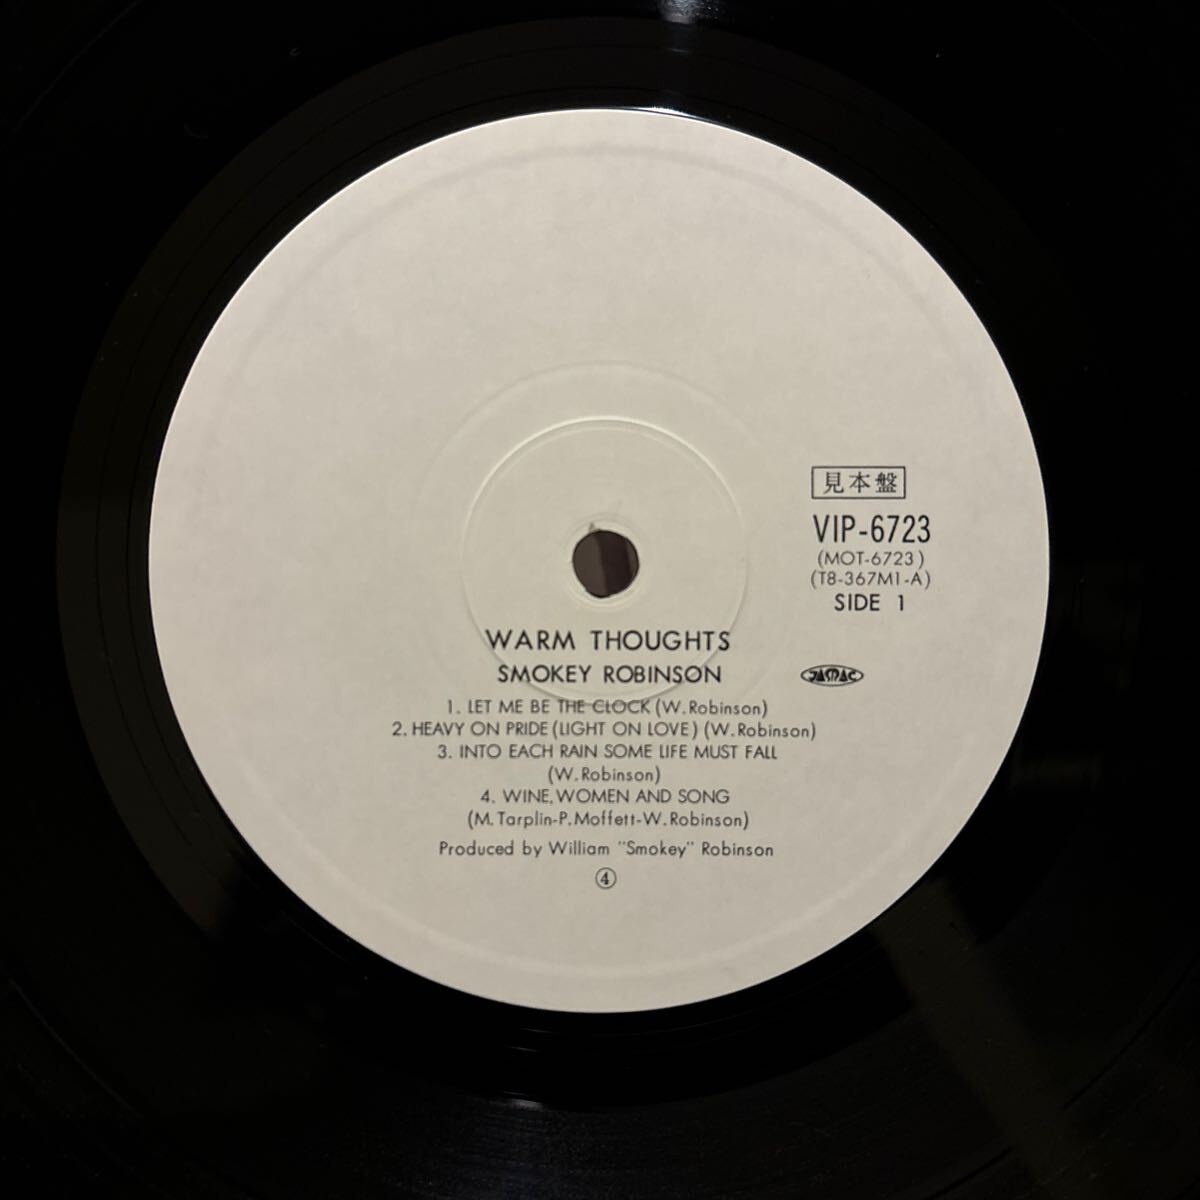 見本盤
VIP-6723
(MOT-6723)
(T8-367M1-A)
SIDE 1
WARM THOUGHTS
SMOKEY ROBINSON
JASRAC
1. LET ME BE THE CLOCK (W. Robinson)
2. HEAVY ON PRIDE (LIGHT ON LOVE) (W. Robinson)
3. INTO EACH RAIN SOME LIFE MUST FALL
(W. Robinson)
4. WINE, WOMEN AND SONG
(M. Tarplin-P. Moffett-W. Robinson)
Produced by William "Smokey" Robinson
④